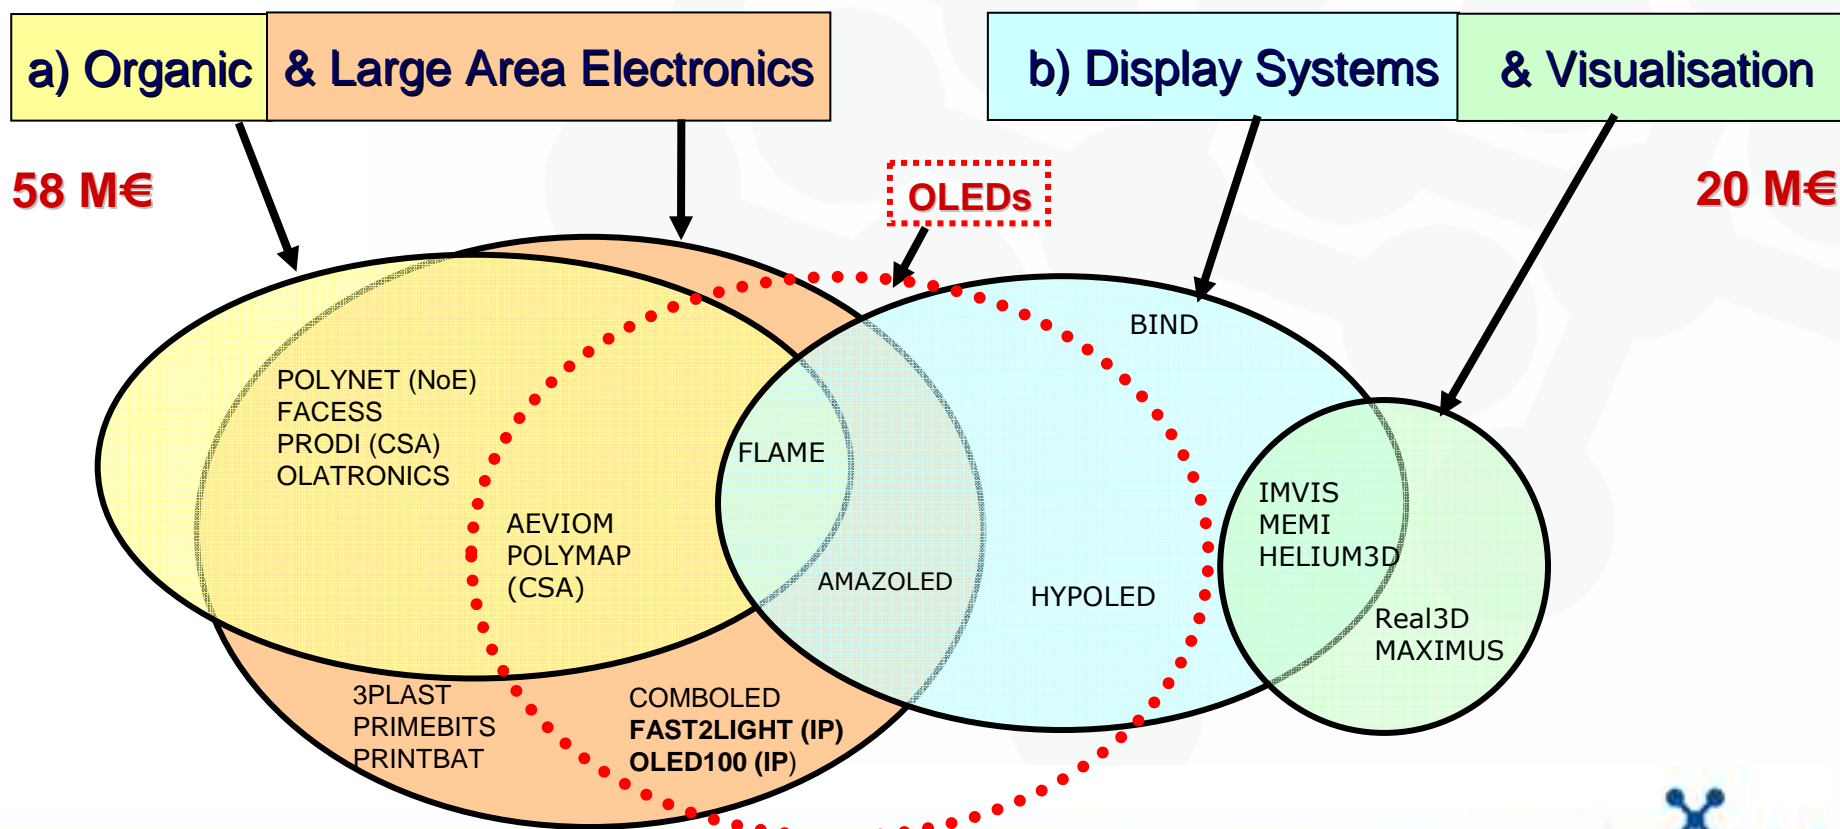 a) Organic & Large Area Electronics
b) Display Systems & Visualisation
58 M€
OLEDs
20 M€
BIND
POLYNET (NoE)
FACESS
PRODI (CSA)
OLATRONICS
FLAME
AEVIOM
POLYMAP
(CSA)
AMAZOLED
HYPOLED
IMVIS
MEMI
HELIUM3D
Real3D
MAXIMUS
3PLAST
PRIMEBITS
PRINTBAT
COMBOLED
FAST2LIGHT (IP)
OLED100 (IP)